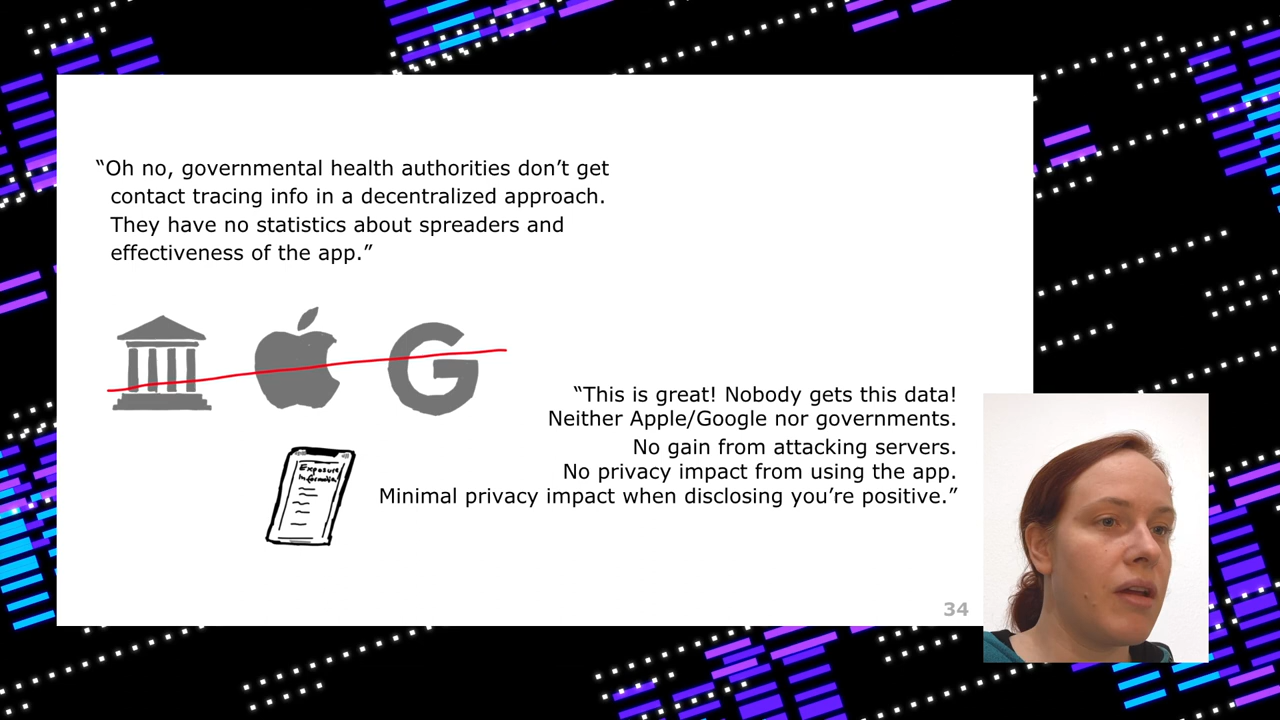 “Oh no, governmental health authorities don’t get
contact tracing info in a decentralized approach.
They have no statistics about spreaders and
effectiveness of the app.”
“This is great! Nobody gets this data!
Neither Apple/Google nor governments.
No gain from attacking servers.
No privacy impact from using the app.
Minimal privacy impact when disclosing you’re positive.”
Exposure
Information
34